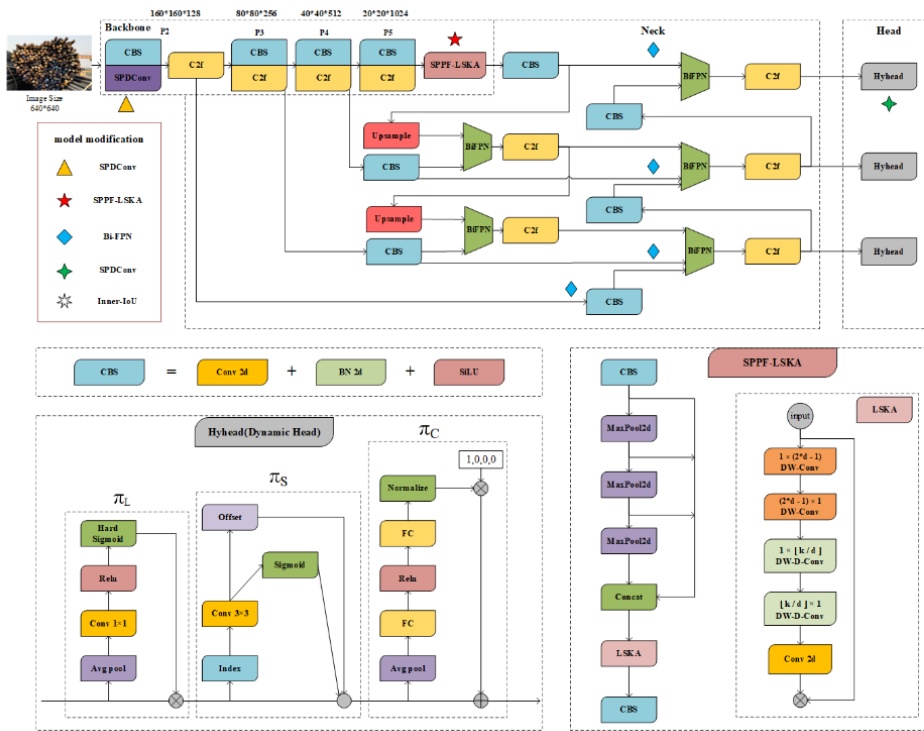 160*160*128
80*80*256
40*40*512
20*20*1024
Backbone
P2
P3
P4
P5
Neck
Head
CBS
SPDConv
C2f
CBS
C2f
CBS
C2f
CBS
C2f
SPPF-LSKA
CBS
BiFPN
C2f
Hyhead
Image Size
640*640
CBS
Upsample
CBS
BiFPN
C2f
BiFPN
C2f
Hyhead
CBS
Upsample
CBS
BiFPN
C2f
BiFPN
C2f
Hyhead
CBS
model modification
SPDConv
SPPF-LSKA
Bi-FPN
SPDConv
Inner-IoU
CBS = Conv 2d + BN 2d + SiLU
Hyhead(Dynamic Head)
πL
Hard
Sigmoid
Relu
Conv 1×1
Avg pool
πS
Offset
Sigmoid
Conv 3×3
Index
πC
1,0,0,0
Normalize
FC
Relu
FC
Avg pool
SPPF-LSKA
CBS
MaxPool2d
MaxPool2d
MaxPool2d
Concat
LSKA
CBS
LSKA
input
1 × (2*d - 1)
DW-Conv
(2*d - 1) × 1
DW-Conv
1 × ⌊k / d⌋
DW-D-Conv
⌊k / d⌋ × 1
DW-D-Conv
Conv 2d